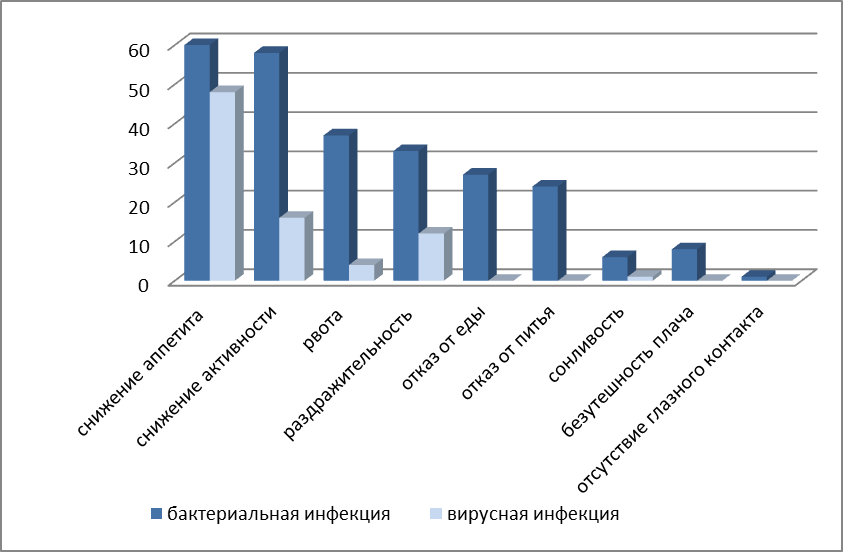 60
50
40
30
20
10
0
снижение аппетита
снижение активности
рвота
раздражительность
отказ от еды
отказ от питья
сонливость
безутешность плача
отсутствие глазного контакта
бактериальная инфекция
вирусная инфекция